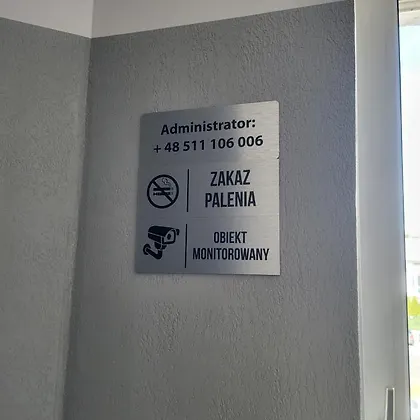 Administrator:
+ 48 511 106 006
ZAKAZ
PALENIA
OBIEKT
MONITOROWANY